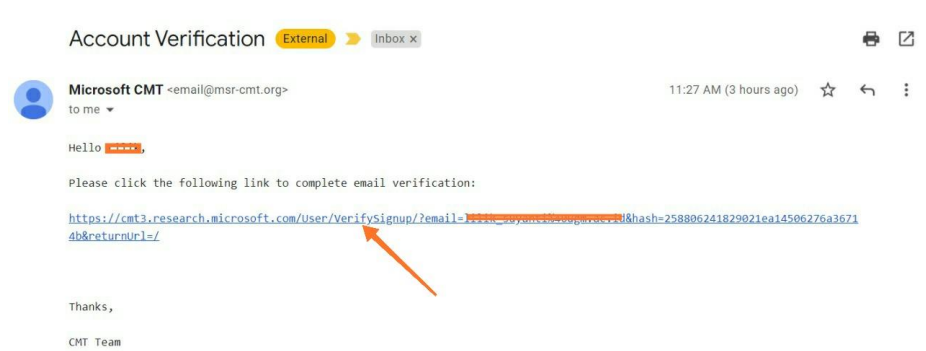 Account Verification External Inbox x
Microsoft CMT <email@msr-cmt.org> 11:27 AM (3 hours ago)
to me
Hello ,
Please click the following link to complete email verification:
https://cmt3.research.microsoft.com/User/VerifySignup/?email= &hash=258806241829021ea14506276a3671
4b&returnUrl=/
Thanks,
CMT Team